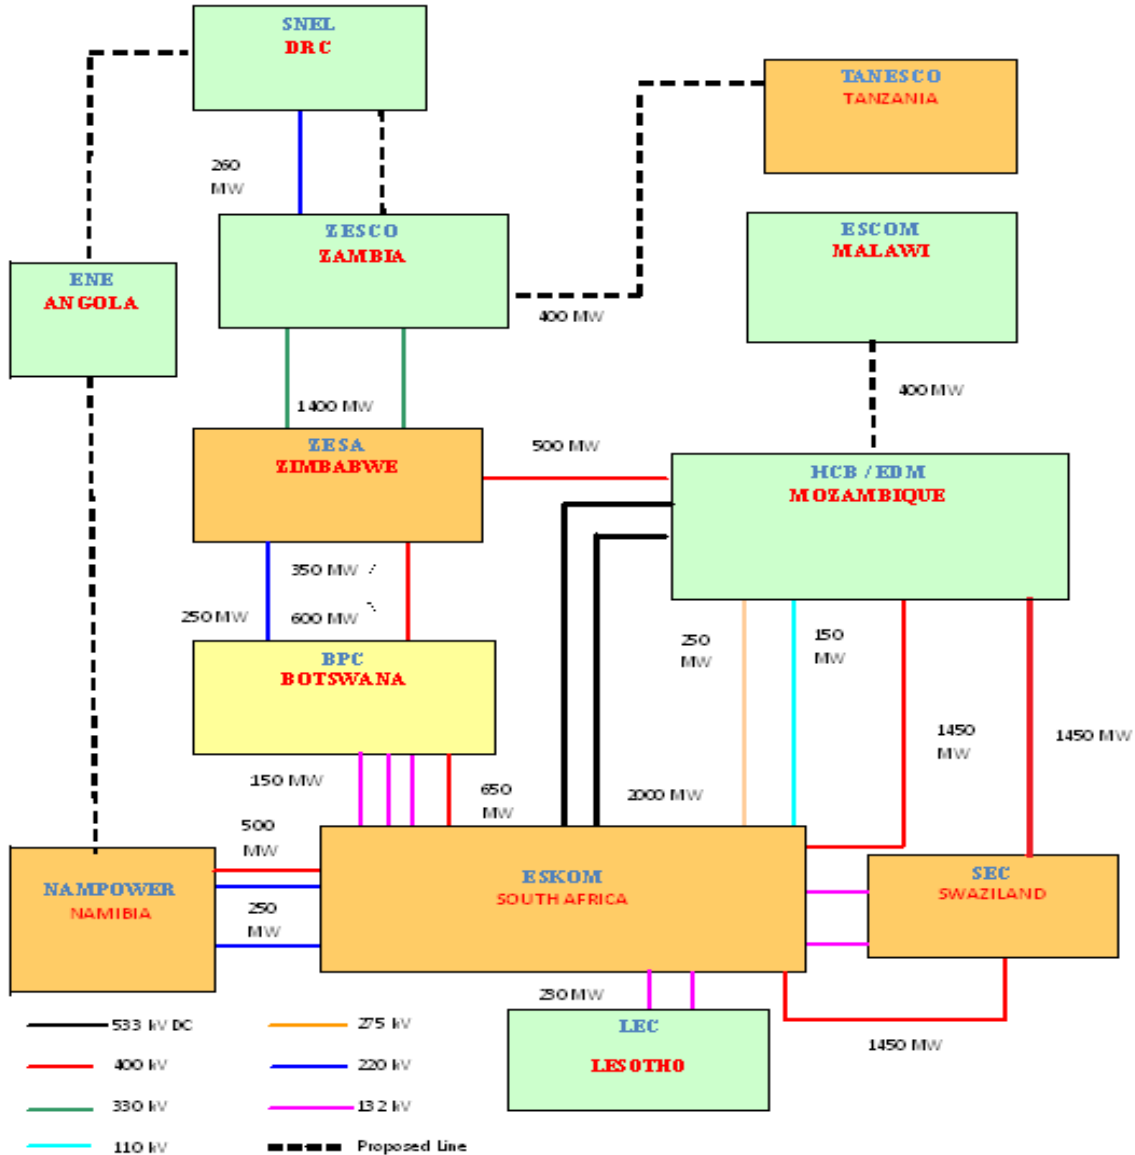 SNEL
DRC
TANESCO
TANZANIA
260
MW
ZESCO
ZAMBIA
ESCOM
MALAWI
ENE
ANGOLA
400 MW
400 MW
1400 MW
ZESA
ZIMBABWE
500 MW
HCB / EDM
MOZAMBIQUE
350 MW
250 MW
600 MW
250
MW
150
MW
BPC
BOTSWANA
1450
MW
1450 MW
150 MW
650
MW
2000 MW
500
MW
NAMPOWER
NAMIBIA
ESKOM
SOUTH AFRICA
SEC
SWAZILAND
250
MW
230 MW
LEC
LESOTHO
1450 MW
533 kV DC
275 kV
400 kV
220 kV
330 kV
132 kV
110 kV
Proposed Line